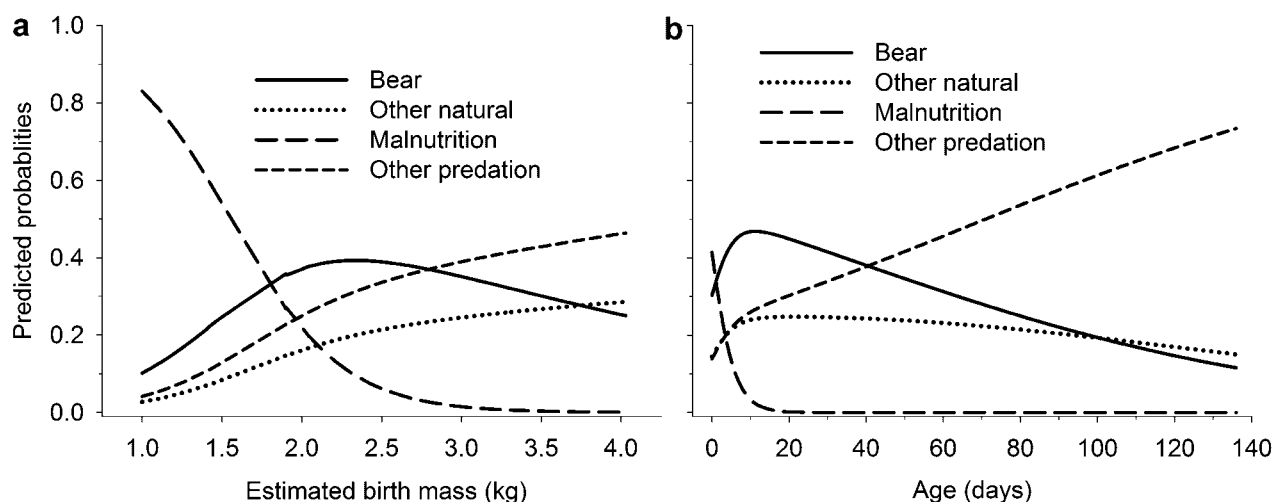 a
1.0
0.8
0.6
0.4
0.2
0.0
Predicted probablities
Bear
Other natural
Malnutrition
Other predation
1.0 1.5 2.0 2.5 3.0 3.5 4.0
Estimated birth mass (kg)
b
Bear
Other natural
Malnutrition
Other predation
0 20 40 60 80 100 120 140
Age (days)